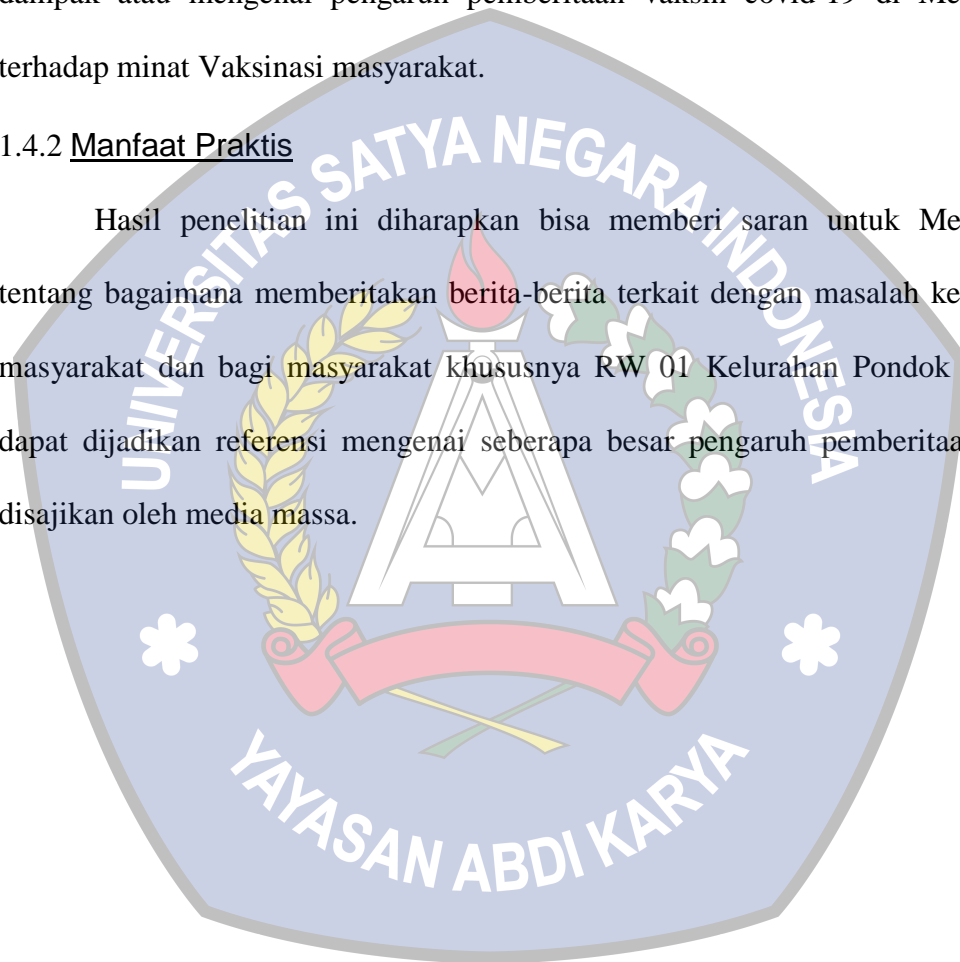 dampak atau mengenai pengaruh pemberitaan vaksin covid-19 di Me
terhadap minat Vaksinasi masyarakat.
1.4.2 Manfaat Praktis
Hasil penelitian ini diharapkan bisa memberi saran untuk Me
tentang bagaimana memberitakan berita-berita terkait dengan masalah ke
masyarakat dan bagi masyarakat khususnya RW 01 Kelurahan Pondok
dapat dijadikan referensi mengenai seberapa besar pengaruh pemberitaa
disajikan oleh media massa.
UNIVERSITAS SATYA NEGARA INDONESIA
YAYASAN ABDI KARYA